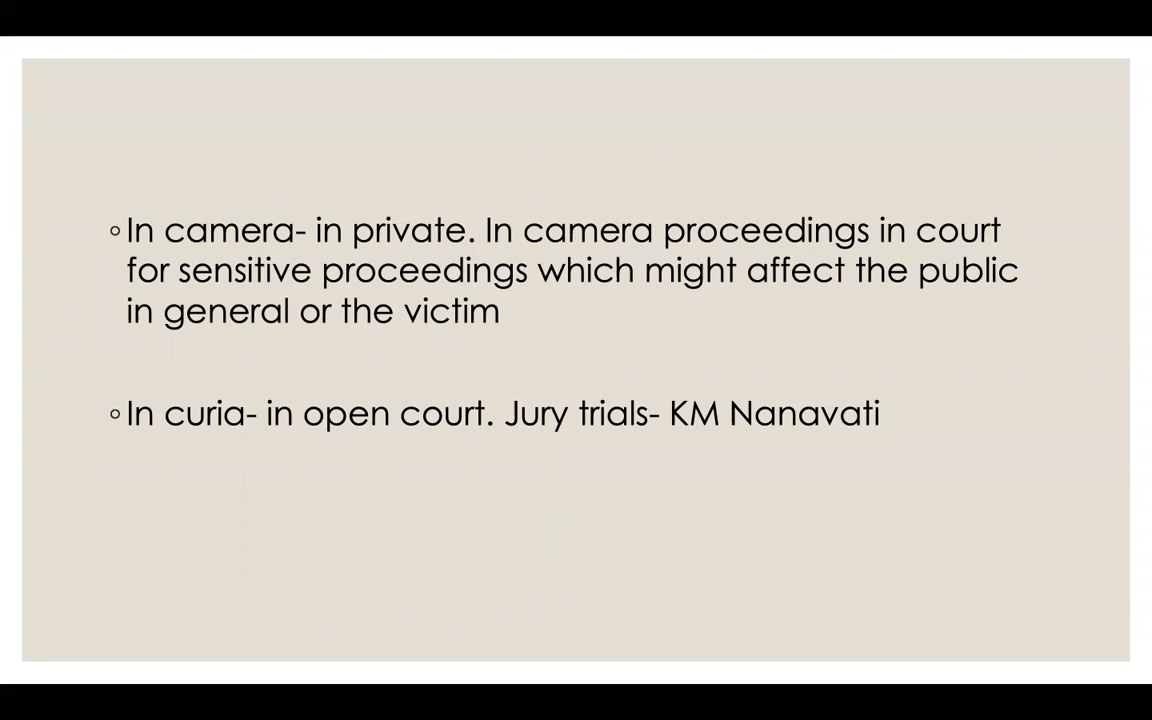 ◦In camera- in private. In camera proceedings in court
for sensitive proceedings which might affect the public
in general or the victim
◦In curia- in open court. Jury trials- KM Nanavati